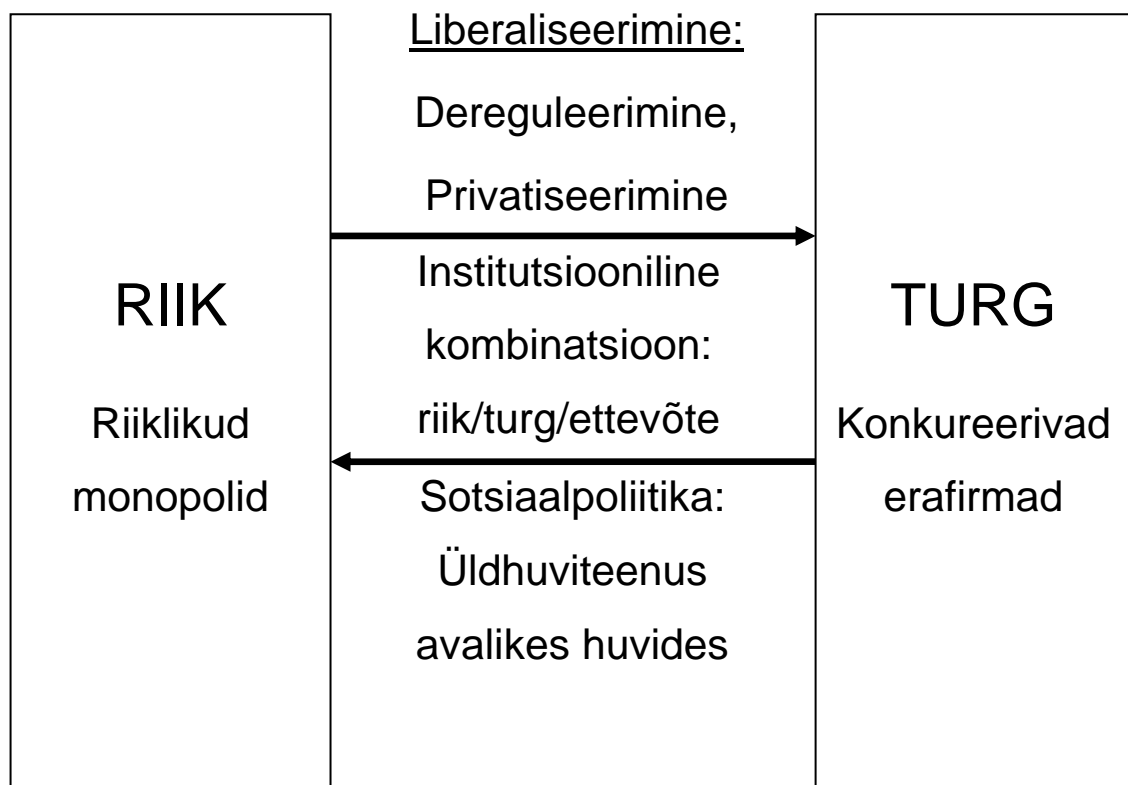 RIIK
Riiklikud
monopolid
Liberaliseerimine:
Dereguleerimine,
Privatiseerimine
Institutsiooniline
kombinatsioon:
riik/turg/ettevõte
Sotsiaalpoliitika:
Üldhuviteenus
avalikes huvides
TURG
Konkureerivad
erafirmad